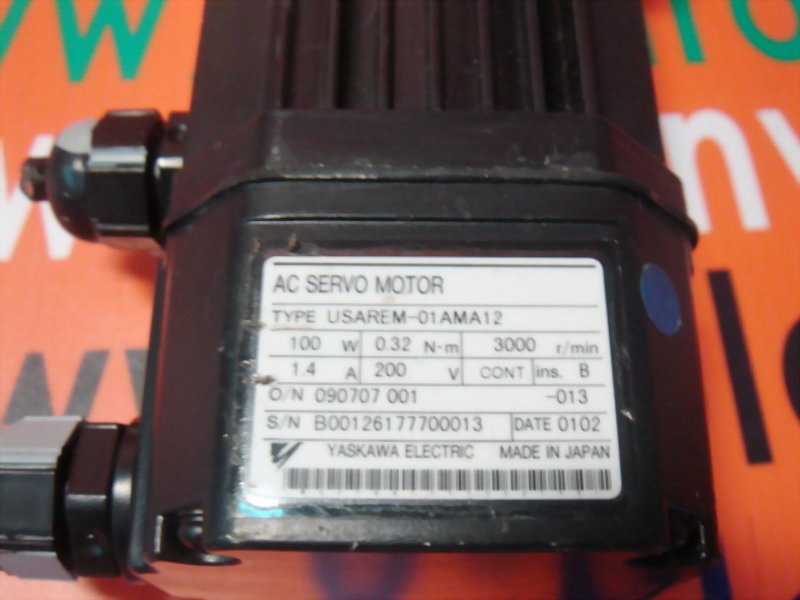 AC SERVO MOTOR
TYPE USAREM-01AMA12
100 W 0.32 N·m 3000 r/min
1.4 A 200 V CONT ins. B
O/N 090707 001 -013
S/N B00126177700013 DATE 0102
YASKAWA ELECTRIC MADE IN JAPAN